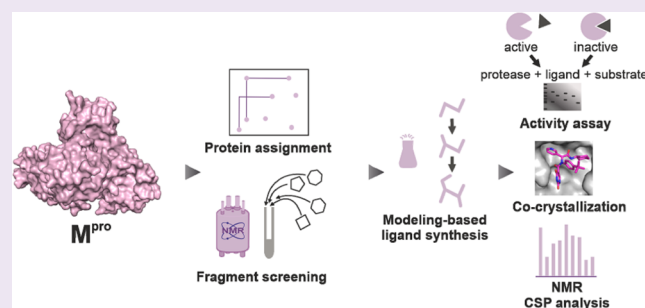 M^pro
Protein assignment
NMR
Fragment screening
Modeling-based
ligand synthesis
active inactive
protease + ligand + substrate
Activity assay
Co-crystallization
NMR
CSP analysis